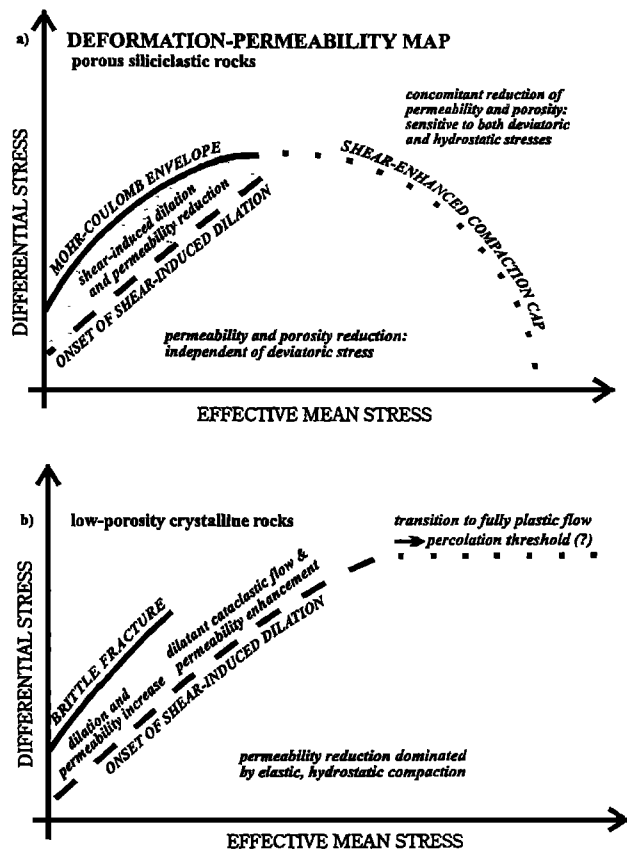 a)
DEFORMATION-PERMEABILITY MAP
porous siliciclastic rocks
concomitant reduction of
permeability and porosity:
sensitive to both deviatoric
and hydrostatic stresses
DIFFERENTIAL STRESS
MOHR-COULOMB ENVELOPE
shear-induced dilation
and permeability reduction
ONSET OF SHEAR-INDUCED DILATION
SHEAR-ENHANCED COMPACTION CAP
permeability and porosity reduction:
independent of deviatoric stress
EFFECTIVE MEAN STRESS
b)
low-porosity crystalline rocks
transition to fully plastic flow
percolation threshold (?)
DIFFERENTIAL STRESS
BRITTLE FRACTURE
dilation and
permeability increase
dilatant cataclastic flow &
permeability enhancement
ONSET OF SHEAR-INDUCED DILATION
permeability reduction dominated
by elastic, hydrostatic compaction
EFFECTIVE MEAN STRESS